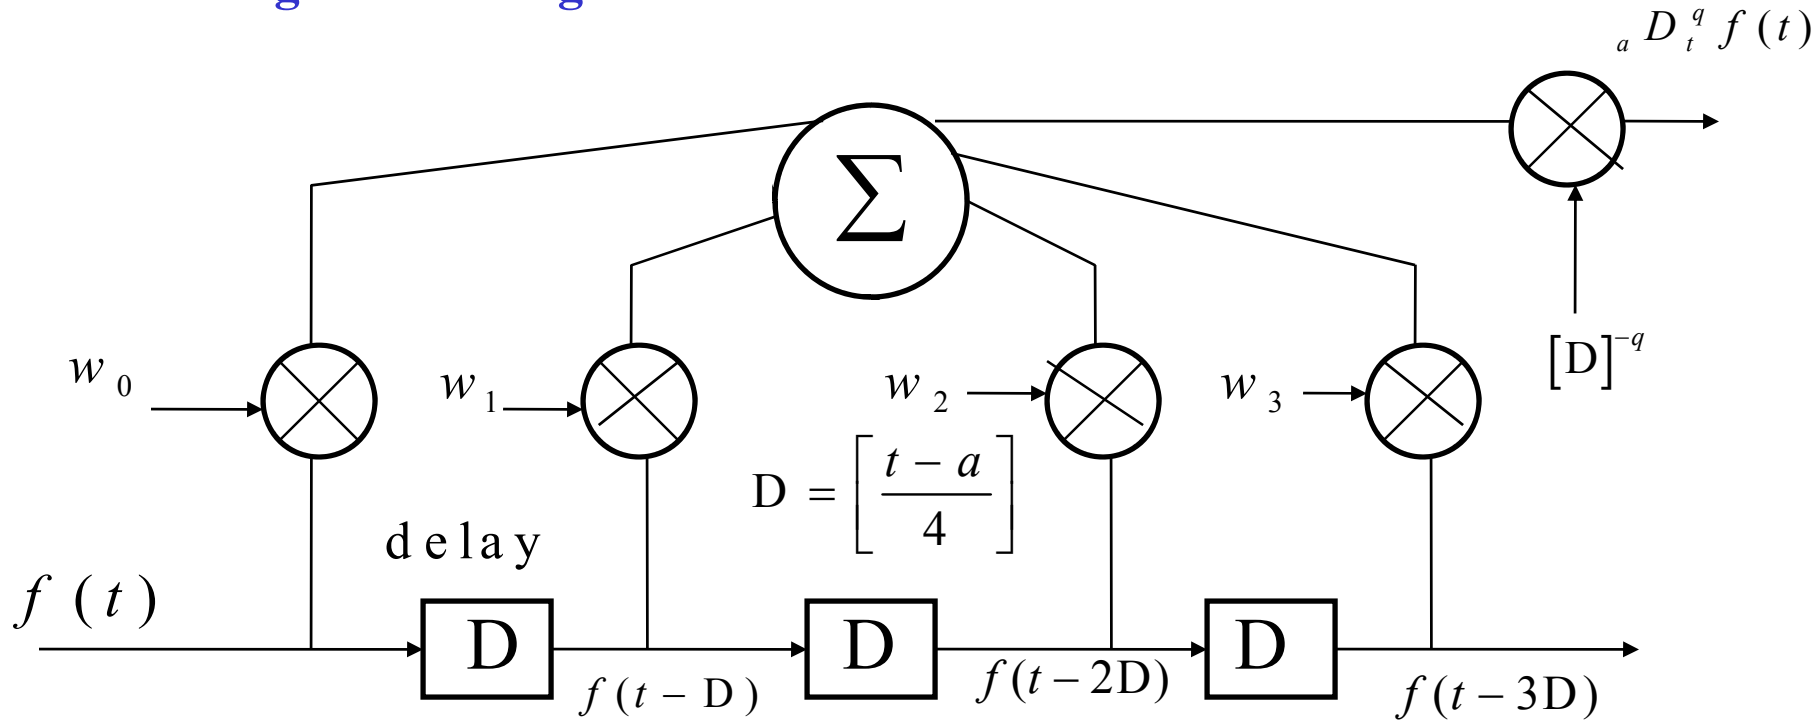 ₐD_t^q f(t)
Σ
w₀
w₁
w₂
w₃
[D]^{-q}
D = [(t − a)/4]
delay
f(t)
D
D
D
f(t − D)
f(t − 2D)
f(t − 3D)